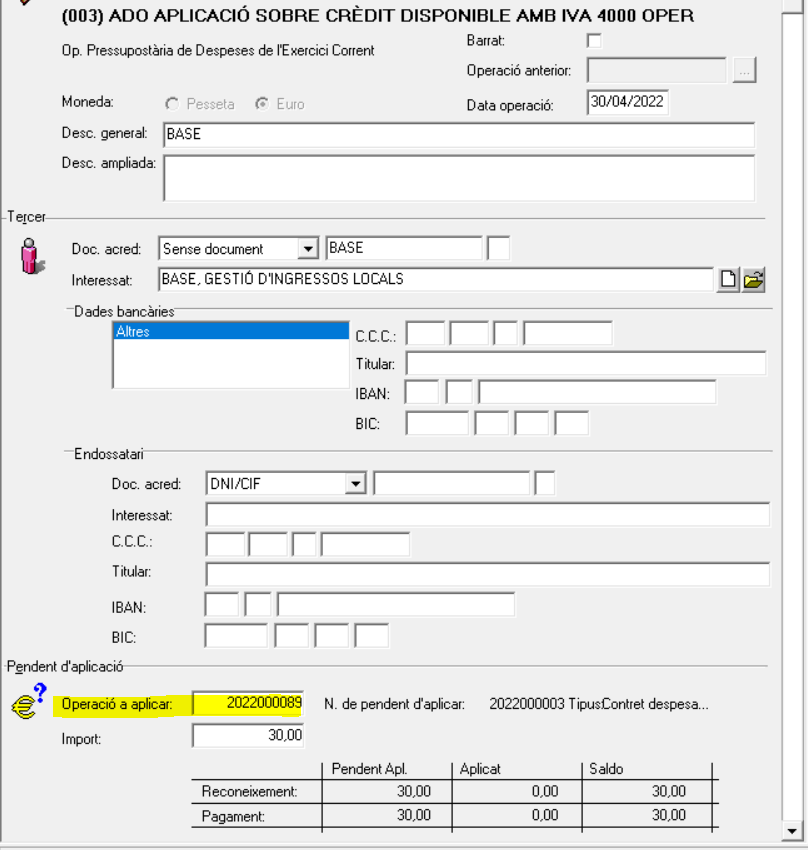 (003) ADO APLICACIÓ SOBRE CRÈDIT DISPONIBLE AMB IVA 4000 OPER
Op. Pressupostària de Despeses de l'Exercici Corrent
Barrat:
Operació anterior:
...
Moneda:
Pesseta
Euro
Data operació:
30/04/2022
Desc. general:
BASE
Desc. ampliada:
Tercer
Doc. acred:
Sense document
BASE
Interessat:
BASE, GESTIÓ D'INGRESSOS LOCALS
Dades bancàries
Altres
C.C.C.:
Titular:
IBAN:
BIC:
Endossatari
Doc. acred:
DNI/CIF
Interessat:
C.C.C.:
Titular:
IBAN:
BIC:
Pendent d'aplicació
Operació a aplicar:
2022000089
N. de pendent d'aplicar:
2022000003 Tipus:Contret despesa...
Import:
30,00
Pendent Apl.
Aplicat
Saldo
Reconeixement:
30,00
0,00
30,00
Pagament:
30,00
0,00
30,00